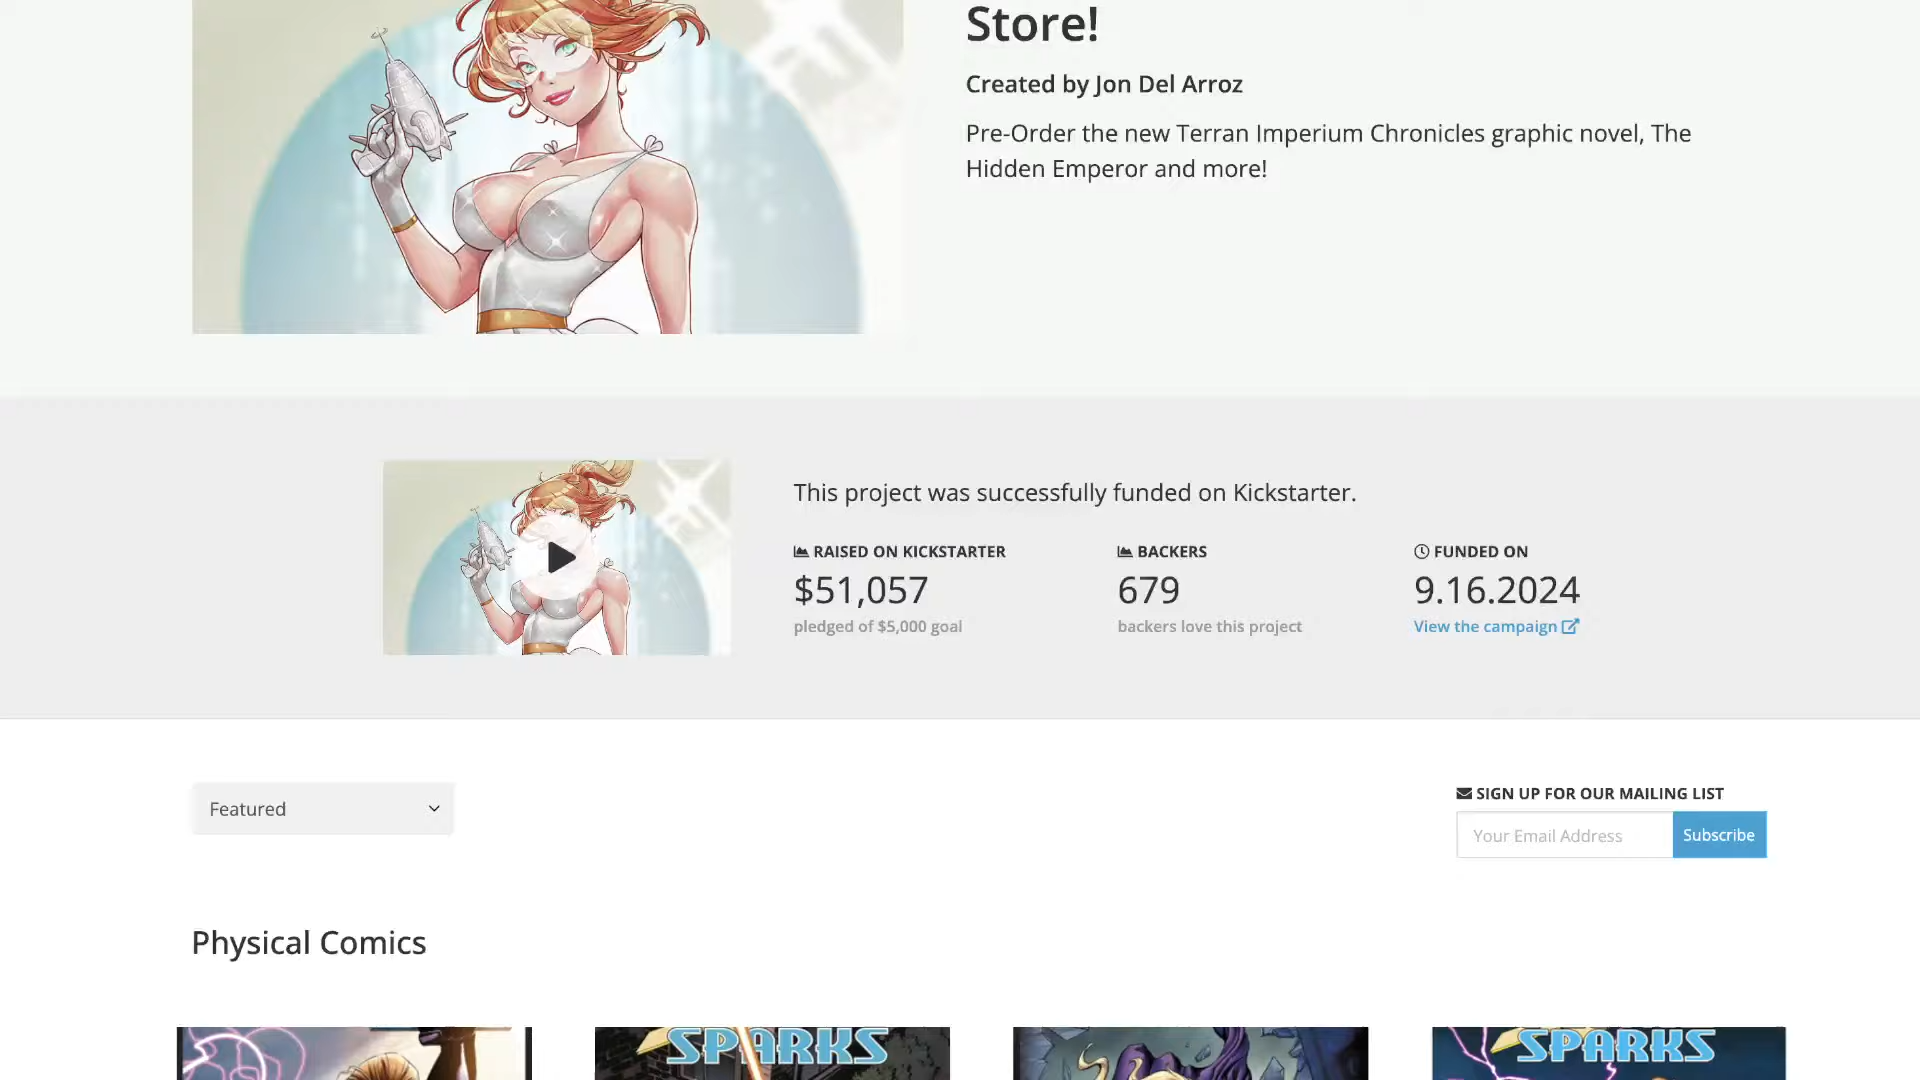 Store!
Created by Jon Del Arroz
Pre-Order the new Terran Imperium Chronicles graphic novel, The
Hidden Emperor and more!
This project was successfully funded on Kickstarter.
RAISED ON KICKSTARTER
$51,057
pledged of $5,000 goal
BACKERS
679
backers love this project
FUNDED ON
9.16.2024
View the campaign
Featured
SIGN UP FOR OUR MAILING LIST
Your Email Address
Subscribe
Physical Comics
SPARKS
SPARKS